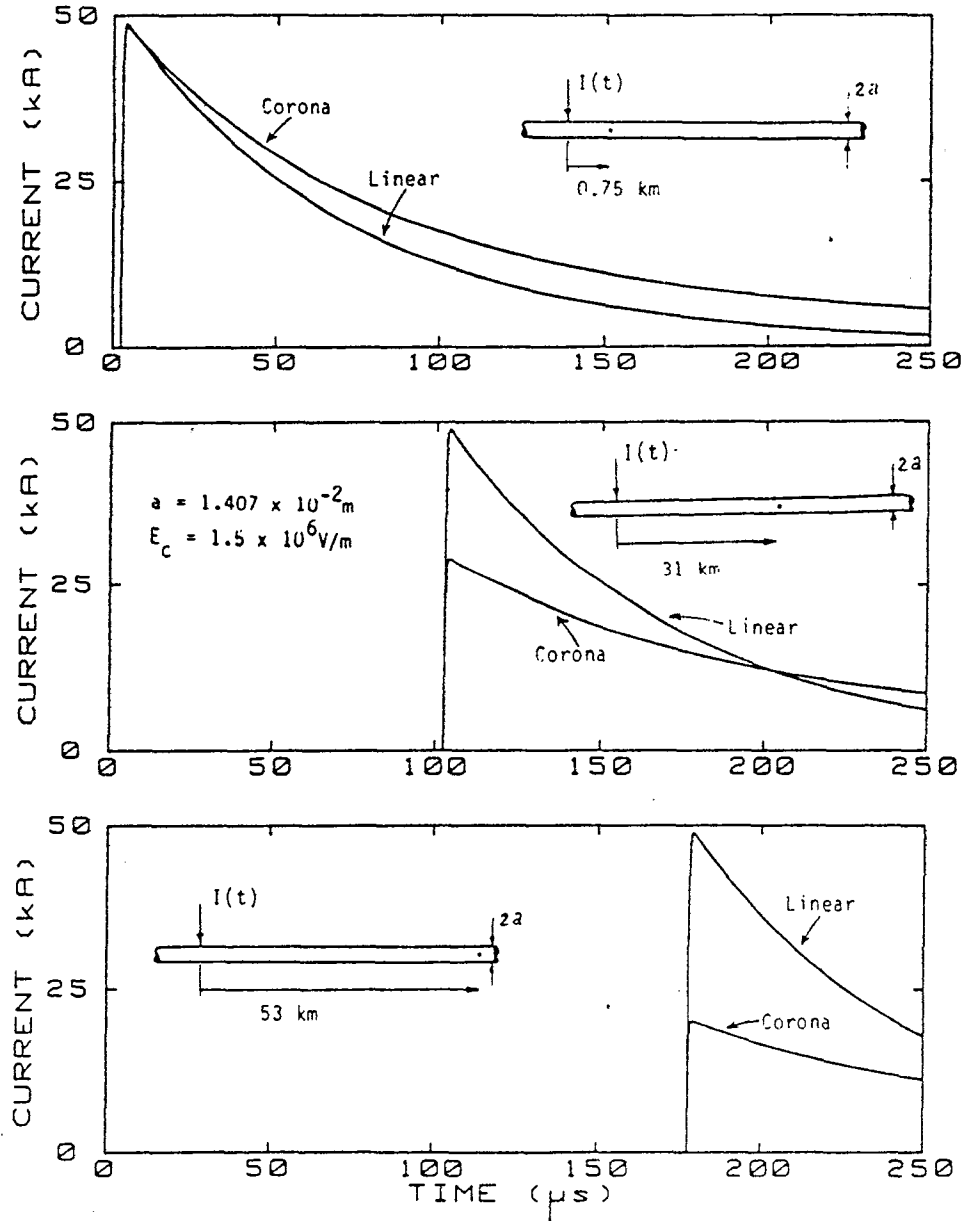 CURRENT (kA)
50
25
0
Corona
Linear
I(t)
2a
0.75 km
0 50 100 150 200 250
CURRENT (kA)
50
25
0
a = 1.407 x 10⁻²m
E_c = 1.5 x 10⁶V/m
I(t)
2a
31 km
Linear
Corona
0 50 100 150 200 250
CURRENT (kA)
50
25
0
I(t)
2a
53 km
Linear
Corona
0 50 100 150 200 250
TIME (μs)